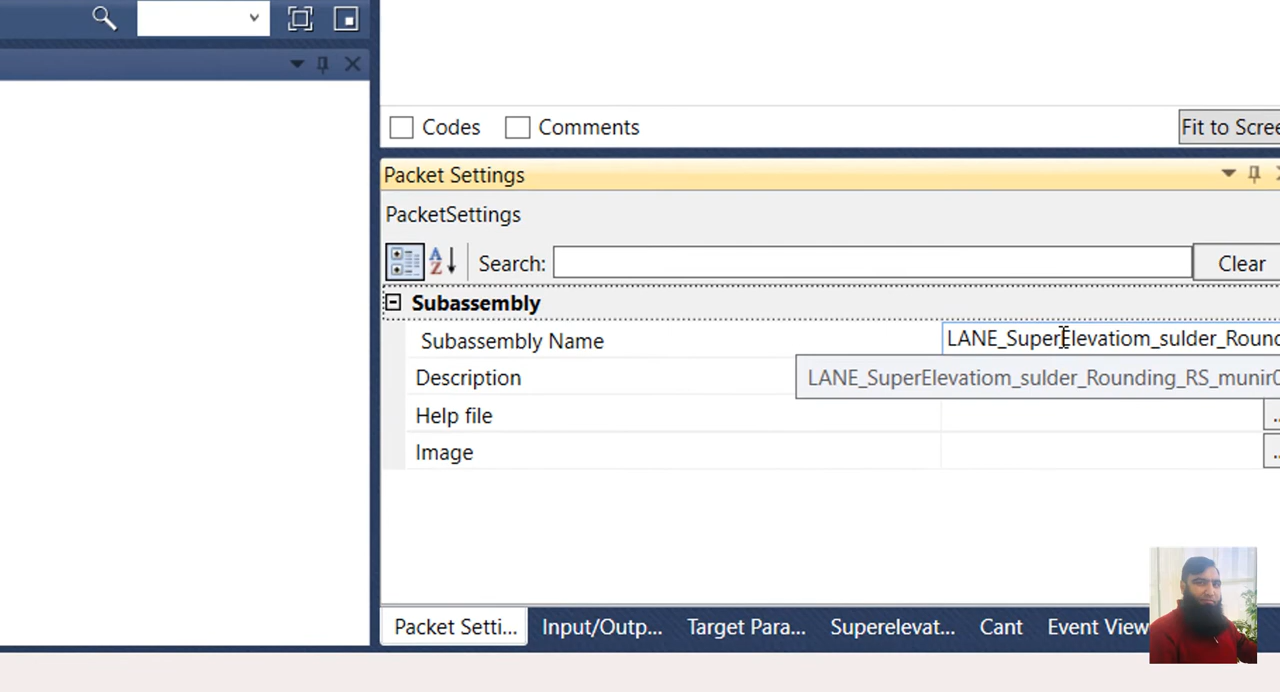 Codes Comments
Fit to Scree
Packet Settings
PacketSettings
Search: Clear
Subassembly
Subassembly Name LANE_SuperElevatiom_sulder_Round
Description LANE_SuperElevatiom_sulder_Rounding_RS_munir0
Help file
Image
Packet Setti... Input/Outp... Target Para... Superelevat... Cant Event View